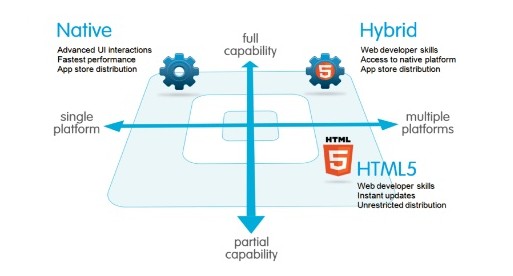 Native
Advanced UI interactions
Fastest performance
App store distribution
full
capability
Hybrid
Web developer skills
Access to native platform
App store distribution
5
single
platform
multiple
platforms
HTML
5
HTML5
Web developer skills
Instant updates
Unrestricted distribution
partial
capability